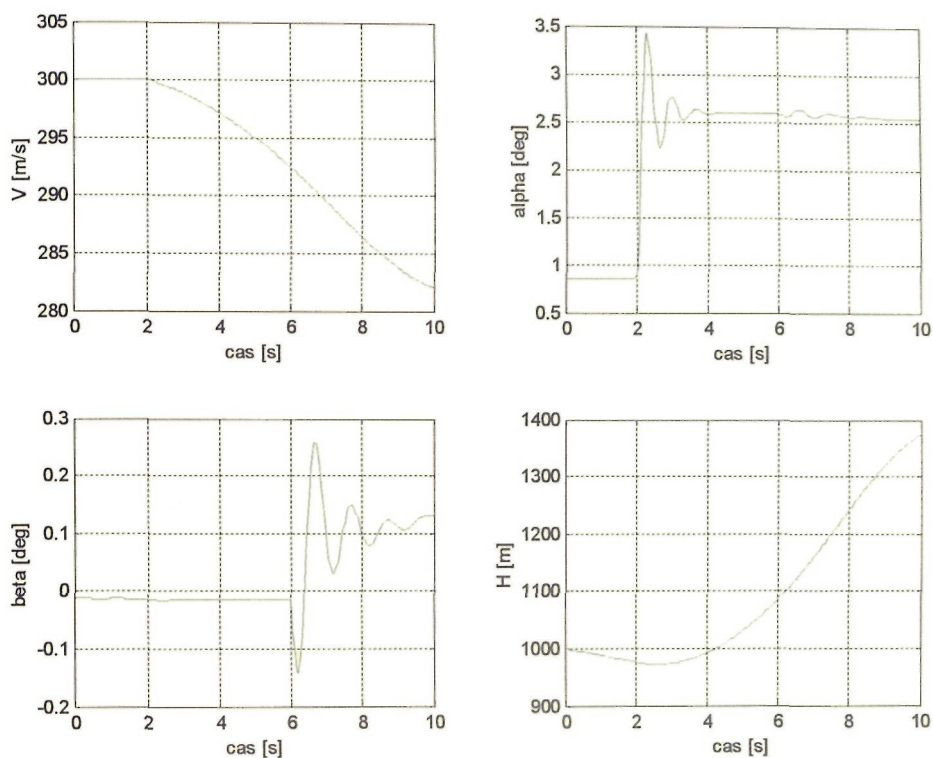 305
300
295
290
285
280
V [m/s]
0 2 4 6 8 10
cas [s]
3.5
3
2.5
2
1.5
1
0.5
alpha [deg]
0 2 4 6 8 10
cas [s]
0.3
0.2
0.1
0
-0.1
-0.2
beta [deg]
0 2 4 6 8 10
cas [s]
1400
1300
1200
1100
1000
900
H [m]
0 2 4 6 8 10
cas [s]